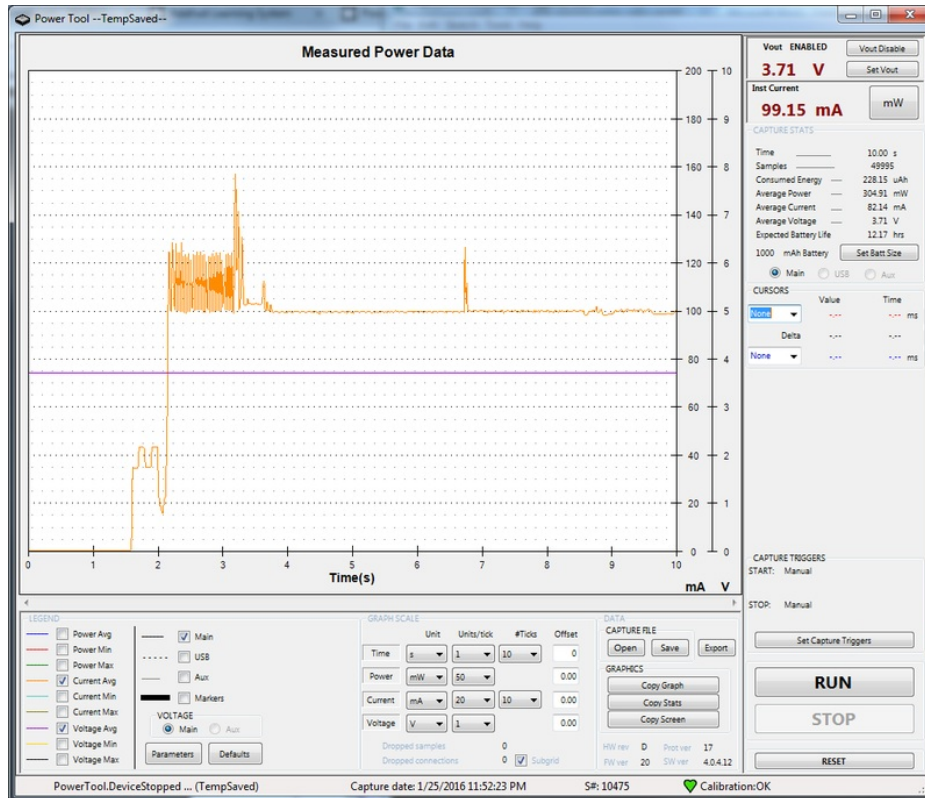 Power Tool --TempSaved--
Measured Power Data
200 10
180 9
160 8
140 7
120 6
100 5
80 4
60 3
40 2
20 1
0 0
0 1 2 3 4 5 6 7 8 9 10
Time(s)
mA V
Vout ENABLED Vout Disable
3.71 V Set Vout
Inst Current
99.15 mA mW
CAPTURE STATS
Time 10.00 s
Samples 49995
Consumed Energy 228.15 uAh
Average Power 304.91 mW
Average Current 82.14 mA
Average Voltage 3.71 V
Expected Battery Life 12.17 hrs
1000 mAh Battery Set Batt Size
Main USB Aux
CURSORS
Value Time
None -.-- -.-- ms
Delta -.-- -.--
None -.-- -.-- ms
CAPTURE TRIGGERS
START: Manual
STOP: Manual
Set Capture Triggers
RUN
STOP
RESET
LEGEND
Power Avg
Power Min
Power Max
Current Avg
Current Min
Current Max
Voltage Avg
Voltage Min
Voltage Max
Main
USB
Aux
Markers
VOLTAGE
Main Aux
Parameters Defaults
GRAPH SCALE
Unit Units/tick #Ticks Offset
Time s 1 10 0
Power mW 50 0.00
Current mA 20 10 0.00
Voltage V 1 0.00
Dropped samples 0
Dropped connections 0 Subgrid
DATA
CAPTURE FILE
Open Save Export
GRAPHICS
Copy Graph
Copy Stats
Copy Screen
HW rev D Prot ver 17
FW ver 20 SW ver 4.0.4.12
PowerTool.DeviceStopped ... (TempSaved) Capture date: 1/25/2016 11:52:23 PM S#: 10475 Calibration:OK